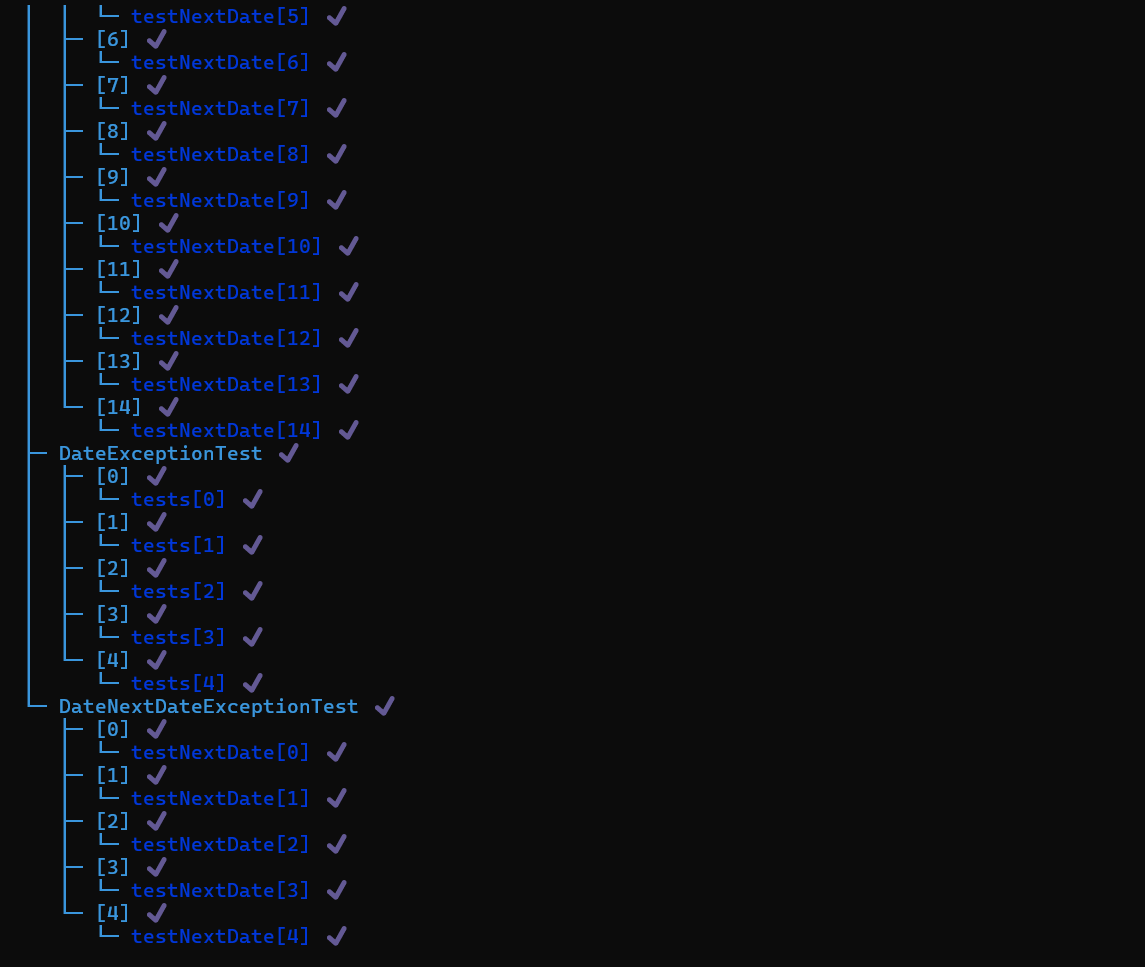 testNextDate[5] ✔
[6] ✔
testNextDate[6] ✔
[7] ✔
testNextDate[7] ✔
[8] ✔
testNextDate[8] ✔
[9] ✔
testNextDate[9] ✔
[10] ✔
testNextDate[10] ✔
[11] ✔
testNextDate[11] ✔
[12] ✔
testNextDate[12] ✔
[13] ✔
testNextDate[13] ✔
[14] ✔
testNextDate[14] ✔
DateExceptionTest ✔
[0] ✔
tests[0] ✔
[1] ✔
tests[1] ✔
[2] ✔
tests[2] ✔
[3] ✔
tests[3] ✔
[4] ✔
tests[4] ✔
DateNextDateExceptionTest ✔
[0] ✔
testNextDate[0] ✔
[1] ✔
testNextDate[1] ✔
[2] ✔
testNextDate[2] ✔
[3] ✔
testNextDate[3] ✔
[4] ✔
testNextDate[4] ✔